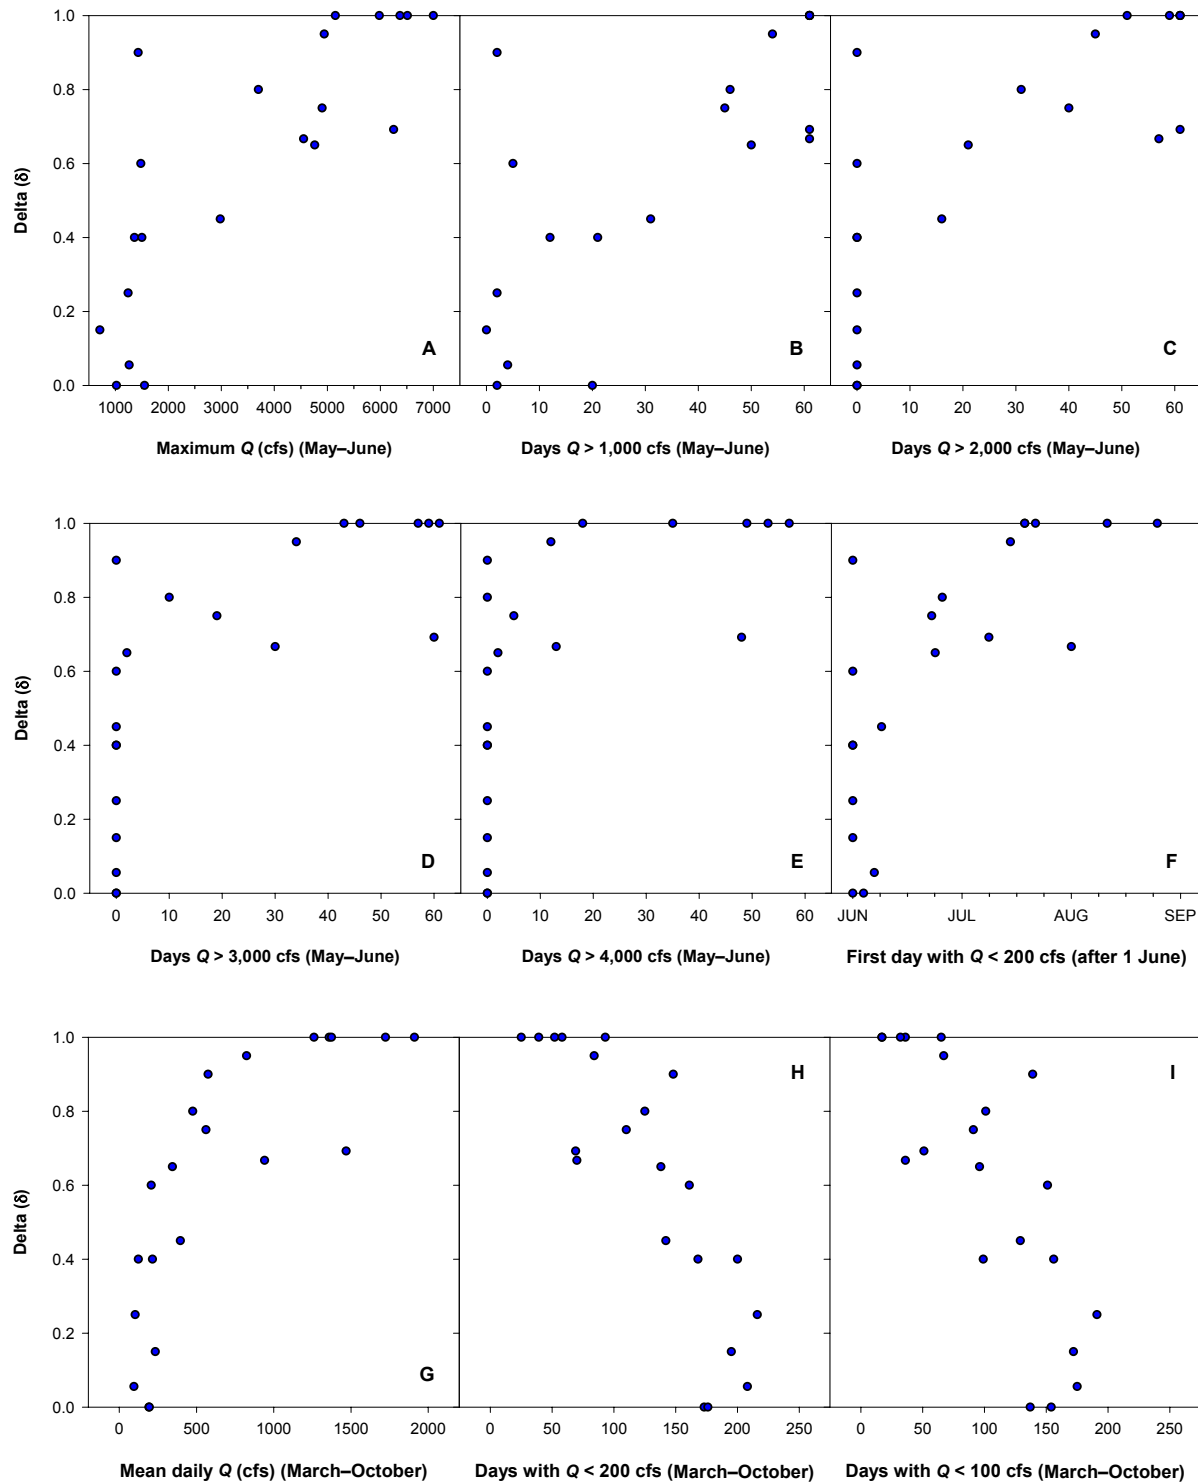 1.0
0.8
0.6
0.4
0.2
0.0
Delta (δ)
A
B
C
1000 2000 3000 4000 5000 6000 7000
0 10 20 30 40 50 60
0 10 20 30 40 50 60
Maximum Q (cfs) (May–June)
Days Q > 1,000 cfs (May–June)
Days Q > 2,000 cfs (May–June)
1.0
0.8
0.6
0.4
0.2
0.0
Delta (δ)
D
E
F
0 10 20 30 40 50 60
0 10 20 30 40 50 60
JUN JUL AUG SEP
Days Q > 3,000 cfs (May–June)
Days Q > 4,000 cfs (May–June)
First day with Q < 200 cfs (after 1 June)
1.0
0.8
0.6
0.4
0.2
0.0
Delta (δ)
G
H
I
0 500 1000 1500 2000
0 50 100 150 200 250
0 50 100 150 200 250
Mean daily Q (cfs) (March–October)
Days with Q < 200 cfs (March–October)
Days with Q < 100 cfs (March–October)